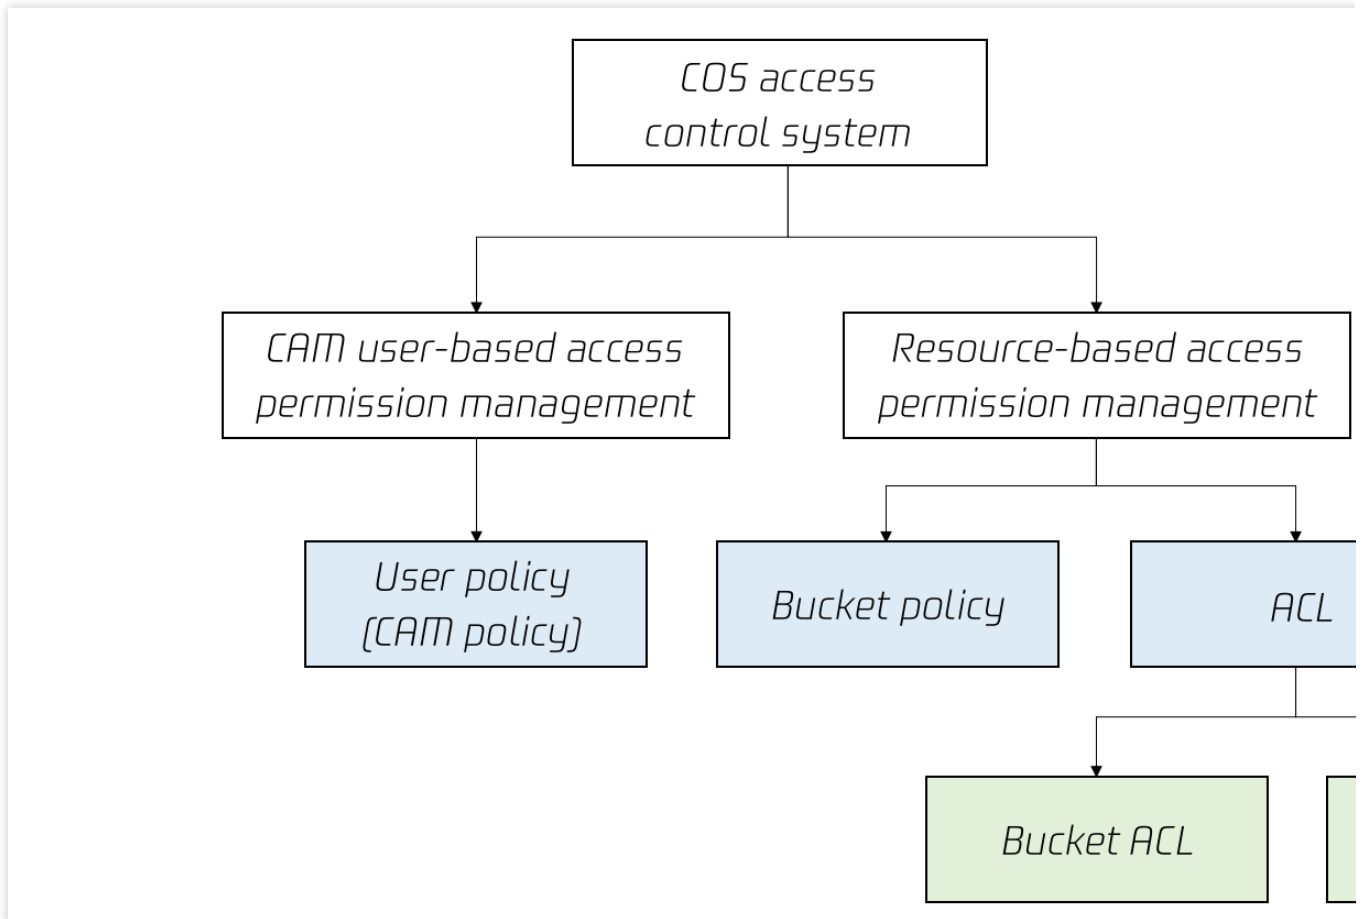 COS access
control system
CAM user-based access
permission management
Resource-based access
permission management
User policy
(CAM policy)
Bucket policy
ACL
Bucket ACL